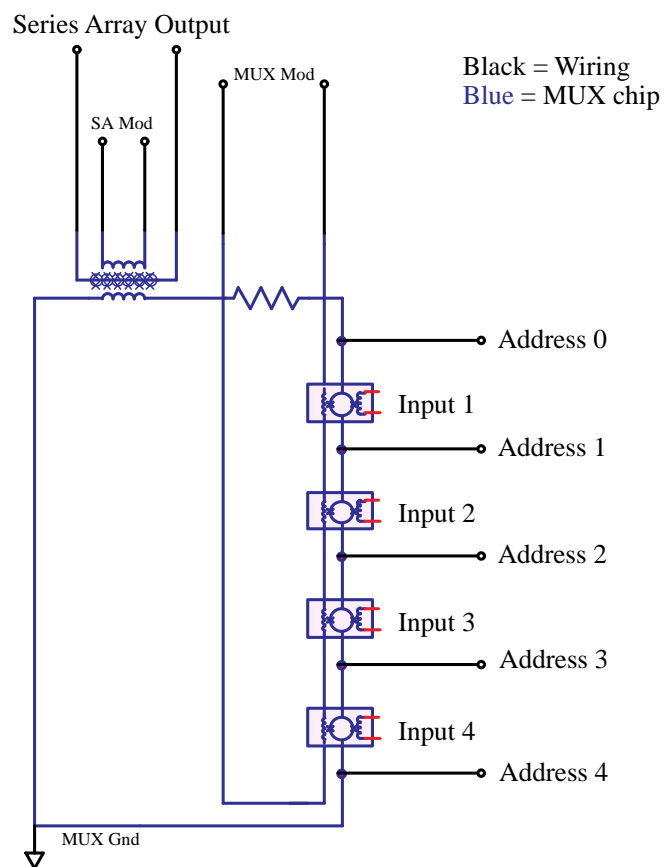 Series Array Output
MUX Mod
Black = Wiring
Blue = MUX chip
SA Mod
Address 0
Input 1
Address 1
Input 2
Address 2
Input 3
Address 3
Input 4
Address 4
MUX Gnd